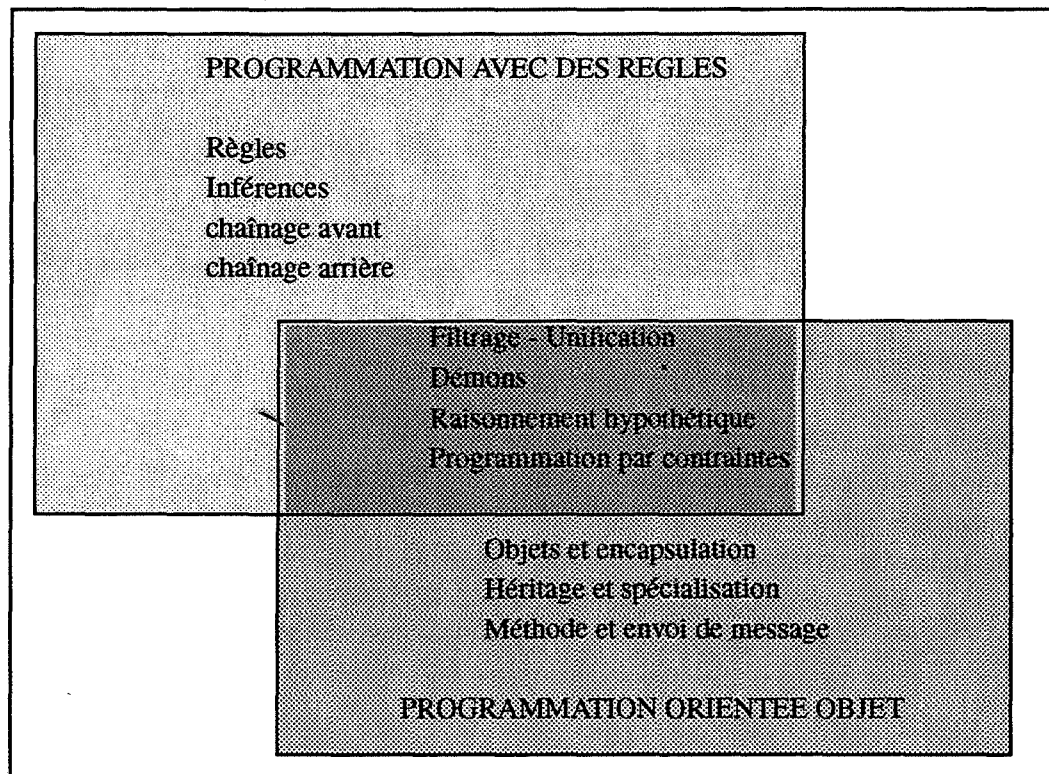 PROGRAMMATION AVEC DES REGLES
Règles
Inférences
chaînage avant
chaînage arrière
Filtrage - Unification
Démons
Raisonnement hypothétique
Programmation par contraintes
Objets et encapsulation
Héritage et spécialisation
Méthode et envoi de message
PROGRAMMATION ORIENTEE OBJET